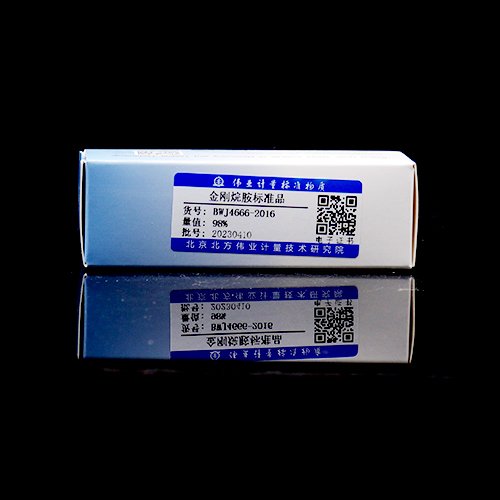 伟业计量标准物质
金刚烷胺标准品
货号: BWJ4666-2016
量值: 98%
批号: 20230410
电子证书
北京北方伟业计量技术研究院